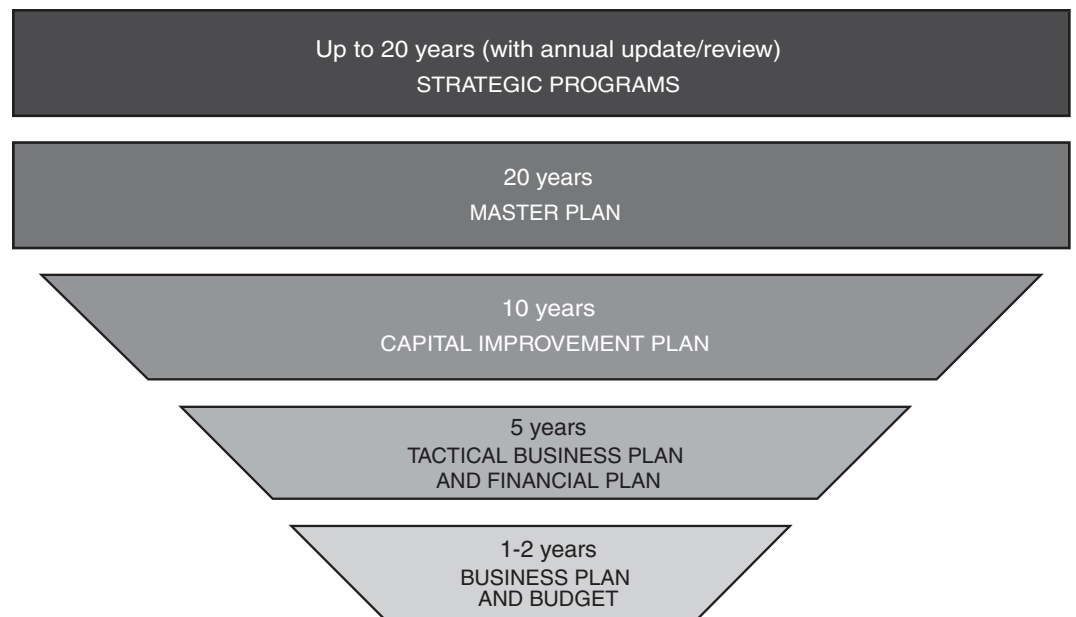 Up to 20 years (with annual update/review)
STRATEGIC PROGRAMS
20 years
MASTER PLAN
10 years
CAPITAL IMPROVEMENT PLAN
5 years
TACTICAL BUSINESS PLAN
AND FINANCIAL PLAN
1-2 years
BUSINESS PLAN
AND BUDGET